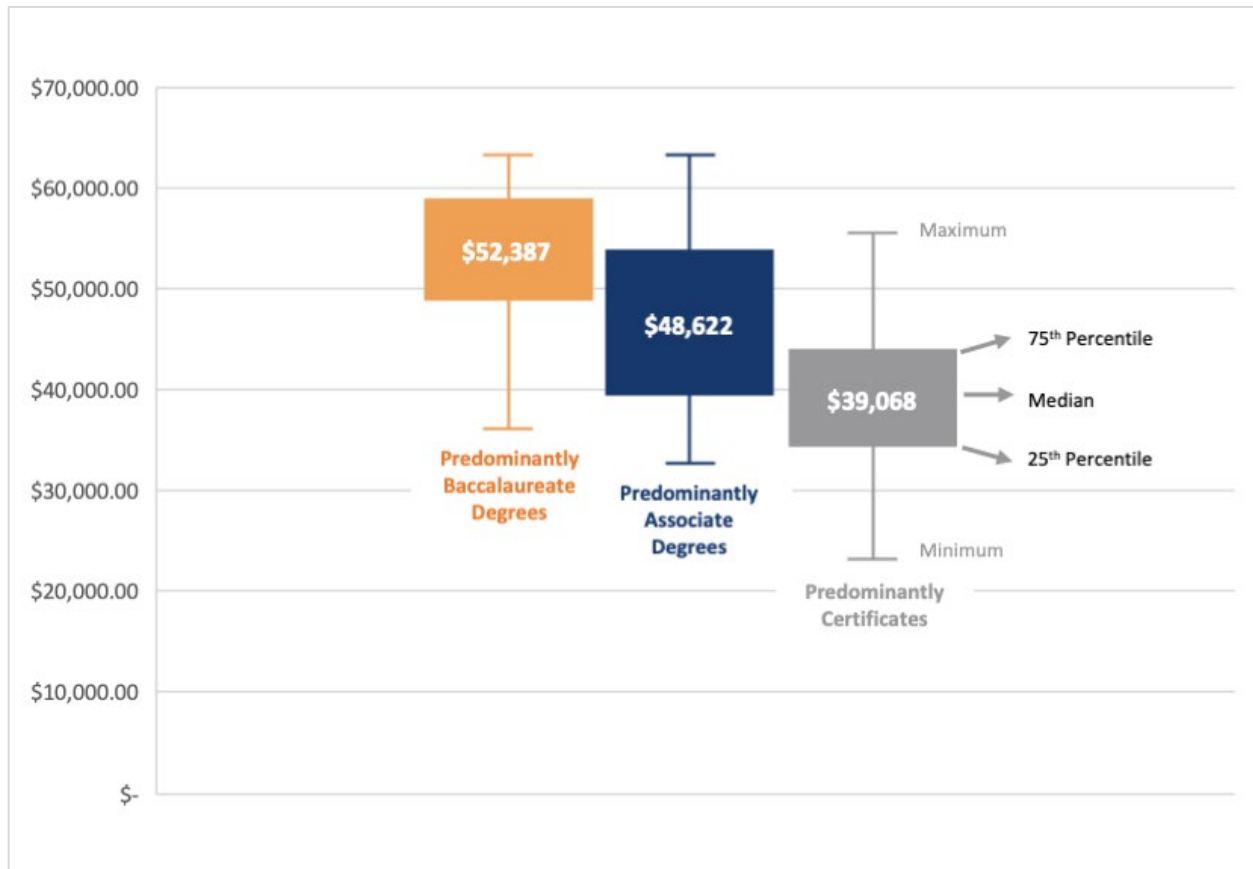 $70,000.00
$60,000.00
$50,000.00
$40,000.00
$30,000.00
$20,000.00
$10,000.00
$-
$52,387
Predominantly
Baccalaureate
Degrees
$48,622
Predominantly
Associate
Degrees
$39,068
Predominantly
Certificates
Maximum
75th Percentile
Median
25th Percentile
Minimum